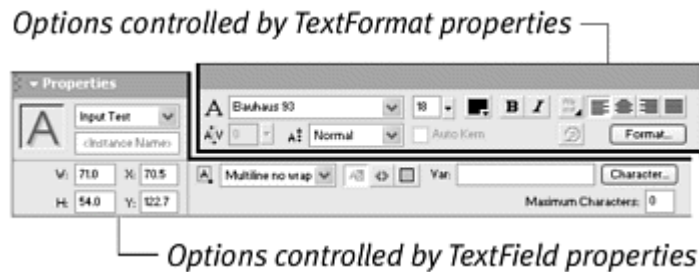 Options controlled by TextFormat properties
Properties
A Input Text
<Instance Name>
A Bauhaus 93 18 B I
A V 0 A Normal Auto Kern Format...
W: 71.0 X: 70.5 A Multiline no wrap Var: Character...
H: 54.0 Y: 122.7 Maximum Characters: 0
Options controlled by TextField properties